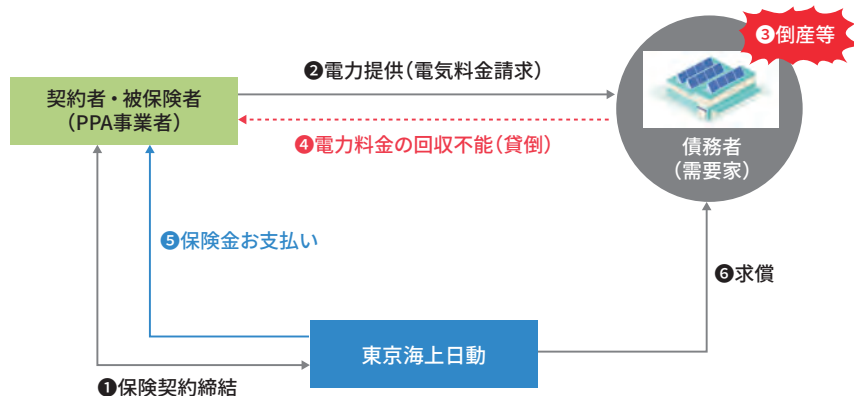 ❸倒産等
❷電力提供（電気料金請求）
契約者・被保険者
（PPA事業者）
❹電力料金の回収不能（貸倒）
債務者
（需要家）
❺保険金お支払い
❻求償
東京海上日動
❶保険契約締結